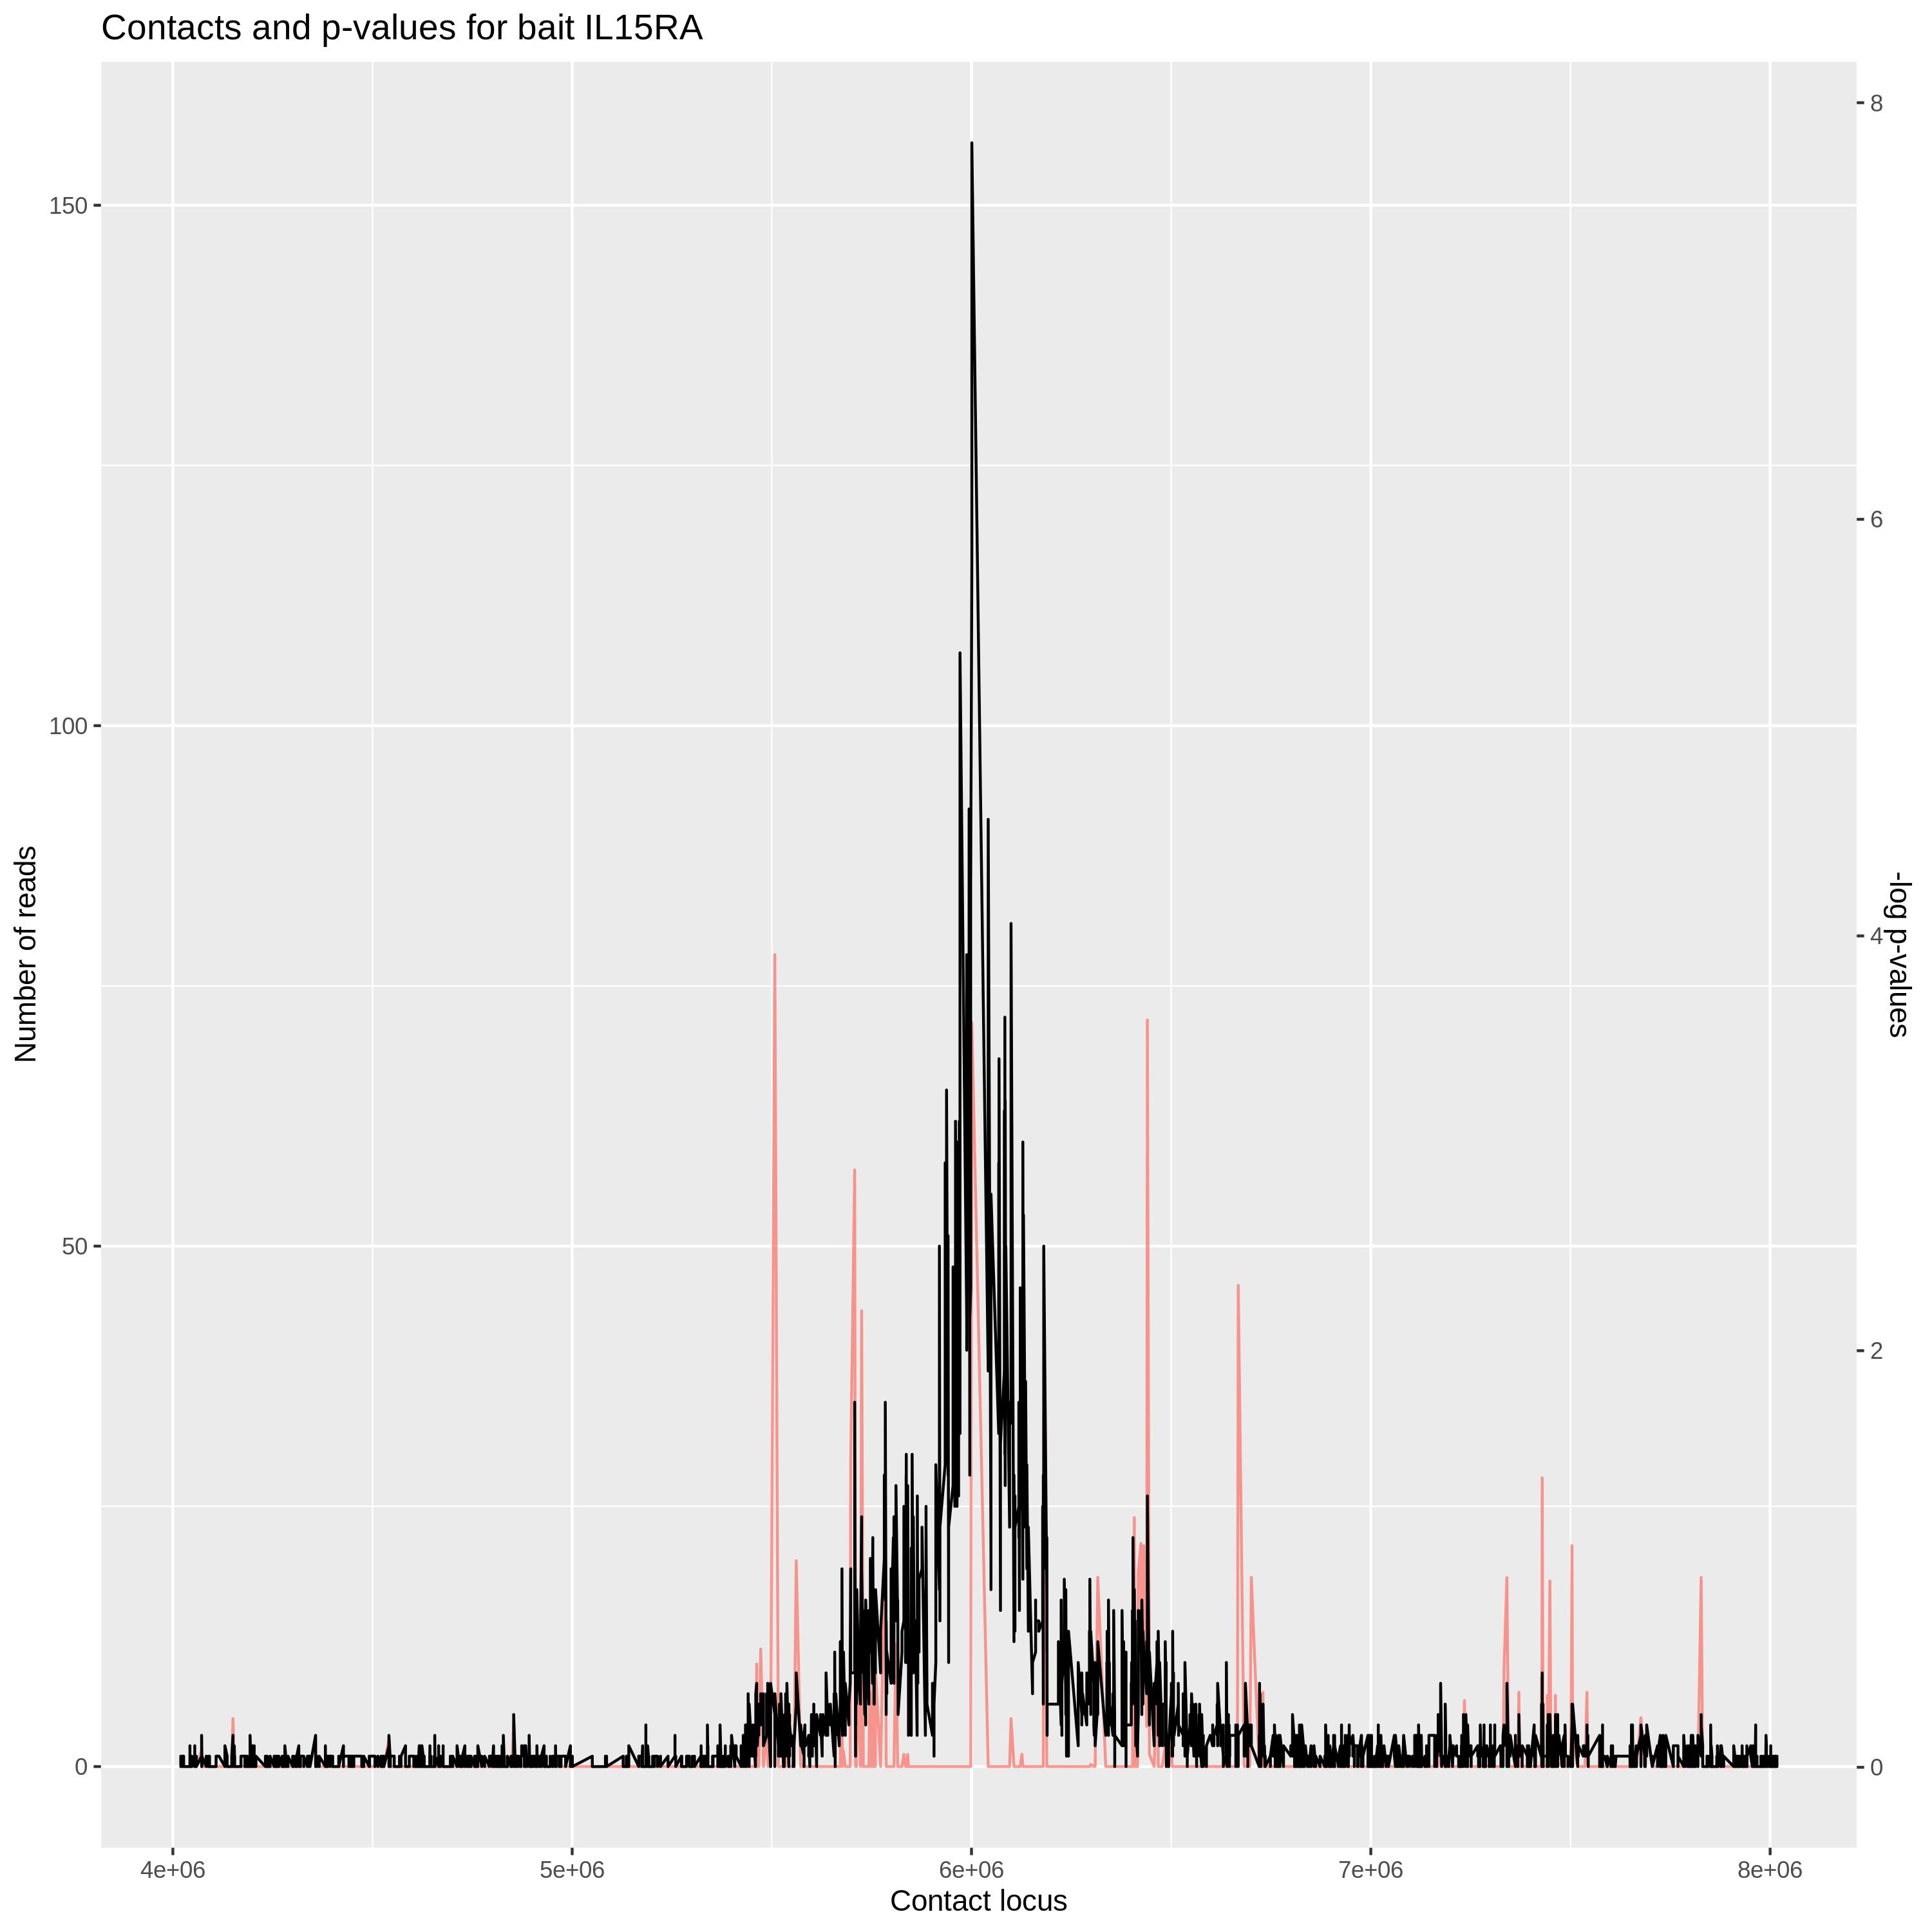 Contacts and p-values for bait IL15RA
150
100
50
0
Number of reads
8
6
4
2
0
-log p-values
4e+06
5e+06
6e+06
7e+06
8e+06
Contact locus